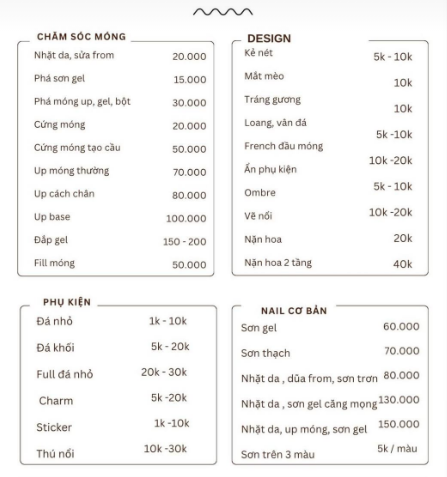 CHĂM SÓC MÓNG
Nhặt da, sửa from 20.000
Phá sơn gel 15.000
Phá móng up, gel, bột 30.000
Cứng móng 20.000
Cứng móng tạo cầu 50.000
Up móng thường 70.000
Up cách chân 80.000
Up base 100.000
Đắp gel 150 - 200
Fill móng 50.000
DESIGN
Kẻ nét 5k - 10k
Mắt mèo 10k
Tráng gương 10k
Loang, vân đá 5k -10k
French đầu móng 10k -20k
Ẩn phụ kiện 5k - 10k
Ombre 10k -20k
Vẽ nổi 20k
Nặn hoa 40k
Nặn hoa 2 tầng
PHỤ KIỆN
Đá nhỏ 1k - 10k
Đá khối 5k - 20k
Full đá nhỏ 20k - 30k
Charm 5k -20k
Sticker 1k -10k
Thú nổi 10k -30k
NAIL CƠ BẢN
Sơn gel 60.000
Sơn thạch 70.000
Nhặt da , dũa from, sơn trơn 80.000
Nhặt da , sơn gel căng mọng 130.000
Nhặt da, up móng, sơn gel 150.000
Sơn trên 3 màu 5k / màu